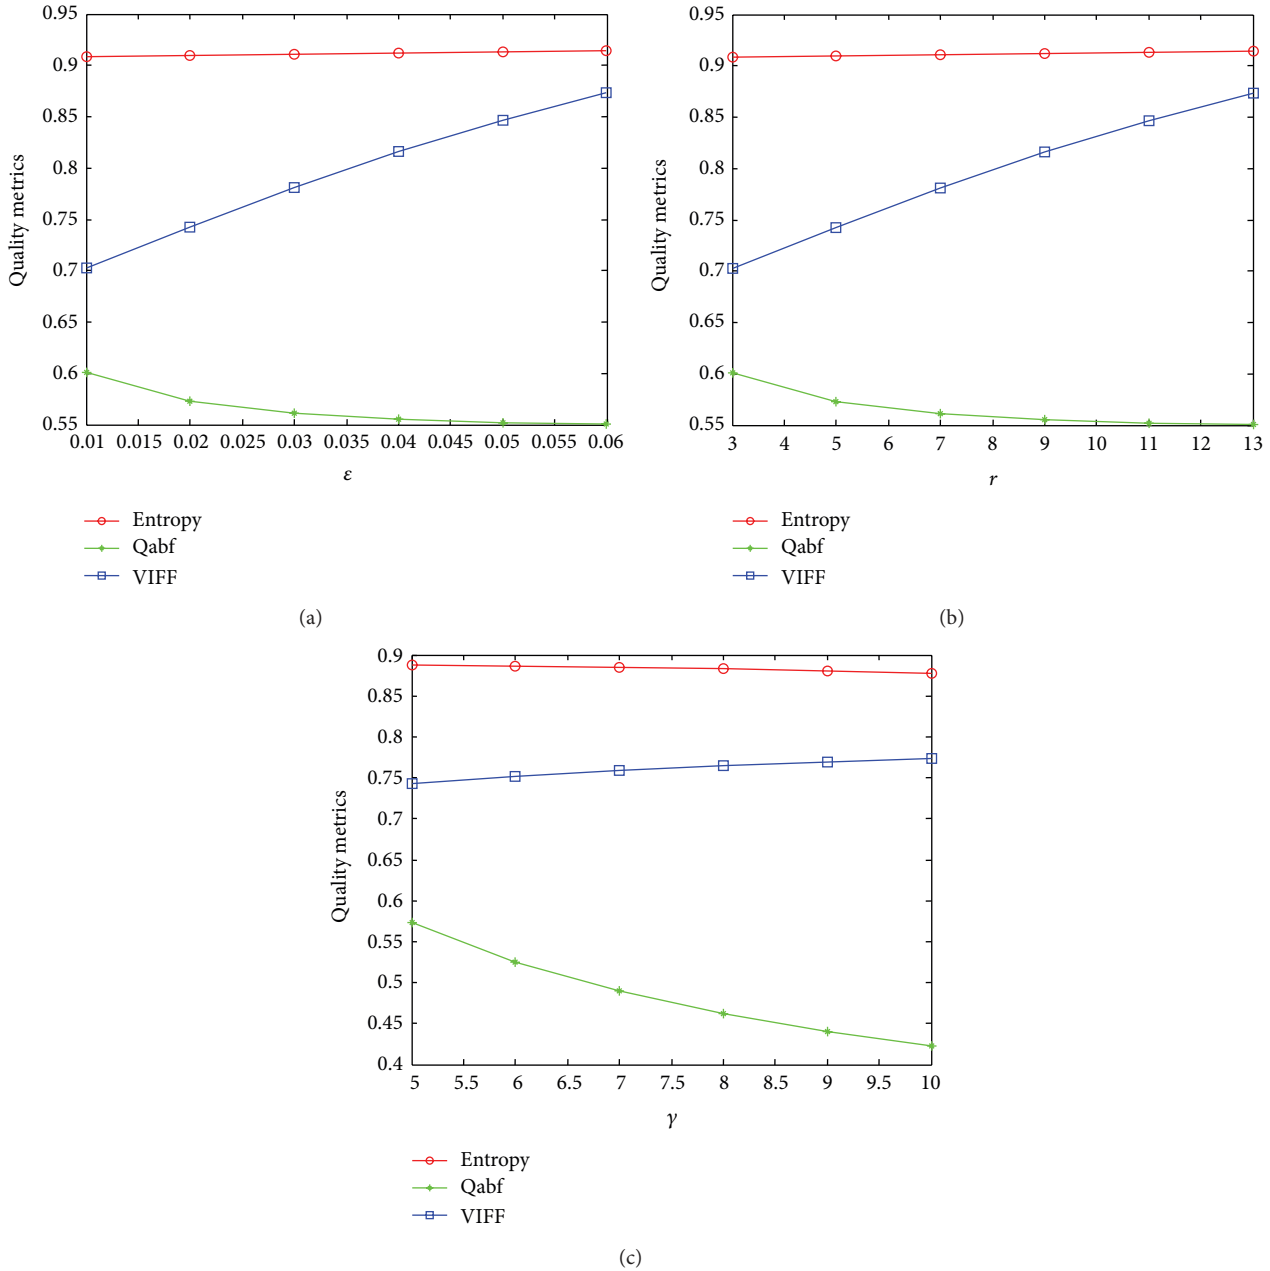 Quality metrics
0.95
0.9
0.85
0.8
0.75
0.7
0.65
0.6
0.55
0.01 0.015 0.02 0.025 0.03 0.035 0.04 0.045 0.05 0.055 0.06
ε
Entropy
Qabf
VIFF
(a)
Quality metrics
0.95
0.9
0.85
0.8
0.75
0.7
0.65
0.6
0.55
3 4 5 6 7 8 9 10 11 12 13
r
Entropy
Qabf
VIFF
(b)
Quality metrics
0.9
0.85
0.8
0.75
0.7
0.65
0.6
0.55
0.5
0.45
0.4
5 5.5 6 6.5 7 7.5 8 8.5 9 9.5 10
γ
Entropy
Qabf
VIFF
(c)